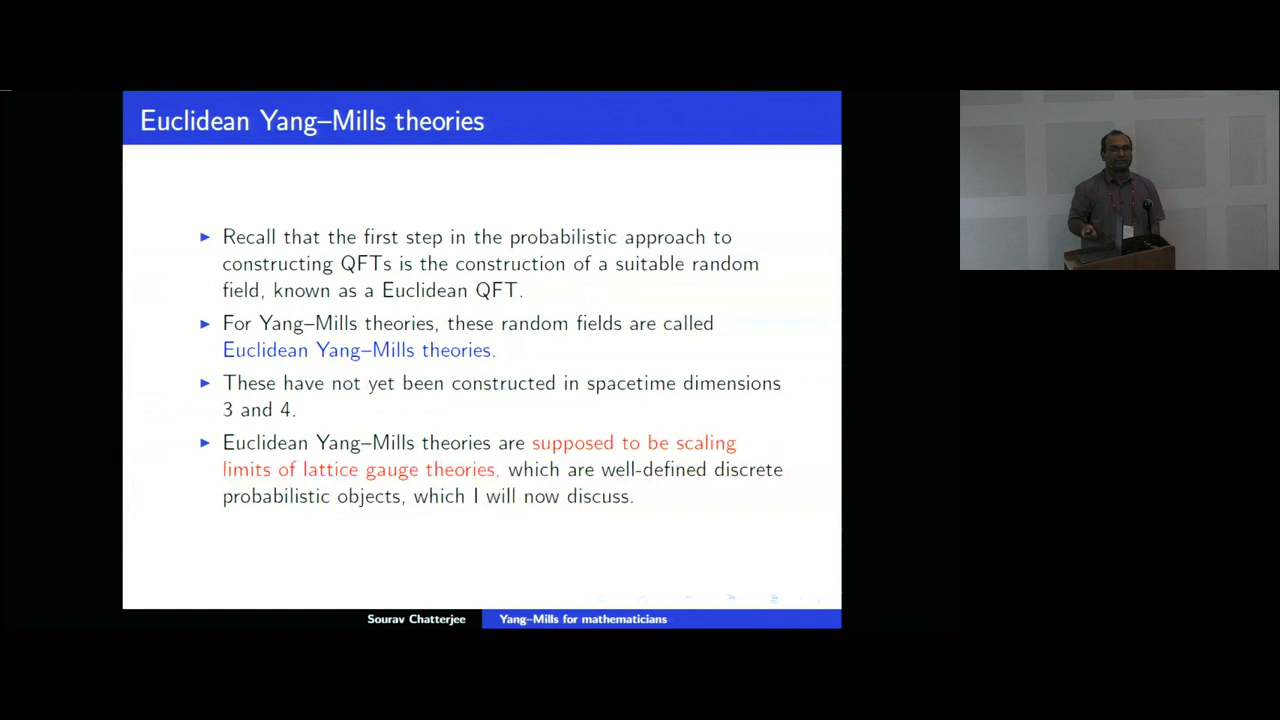 Euclidean Yang–Mills theories
▶ Recall that the first step in the probabilistic approach to
constructing QFTs is the construction of a suitable random
field, known as a Euclidean QFT.
▶ For Yang–Mills theories, these random fields are called
Euclidean Yang–Mills theories.
▶ These have not yet been constructed in spacetime dimensions
3 and 4.
▶ Euclidean Yang–Mills theories are supposed to be scaling
limits of lattice gauge theories, which are well-defined discrete
probabilistic objects, which I will now discuss.
Sourav Chatterjee
Yang–Mills for mathematicians